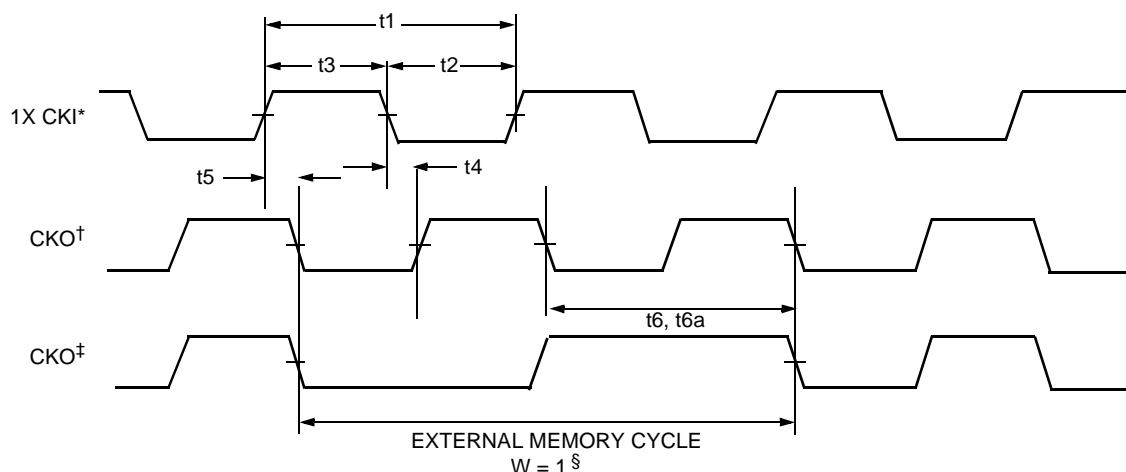 t1
t3
t2
1X CKI*
t5
t4
CKO†
t6, t6a
CKO‡
EXTERNAL MEMORY CYCLE
W = 1 §